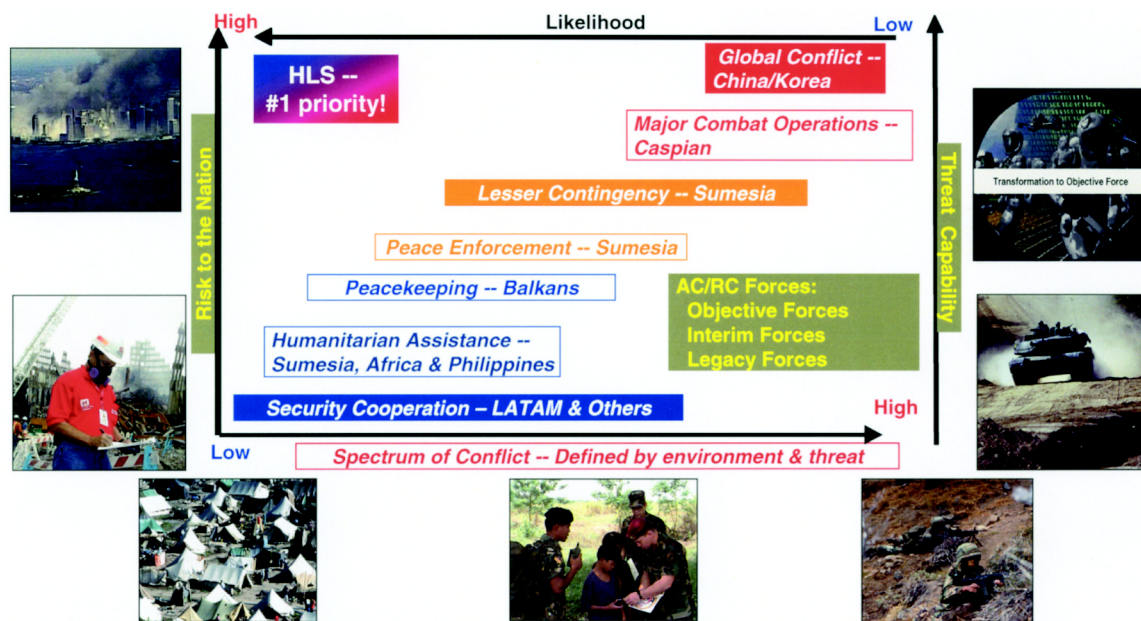 High
Likelihood
Low
HLS --
#1 priority!
Global Conflict --
China/Korea
Major Combat Operations --
Caspian
Transformation to Objective Force
Lesser Contingency -- Sumesia
Risk to the Nation
Threat Capability
Peace Enforcement -- Sumesia
Peacekeeping -- Balkans
AC/RC Forces:
Objective Forces
Interim Forces
Legacy Forces
Humanitarian Assistance --
Sumesia, Africa & Philippines
Security Cooperation – LATAM & Others
High
Low
Spectrum of Conflict -- Defined by environment & threat